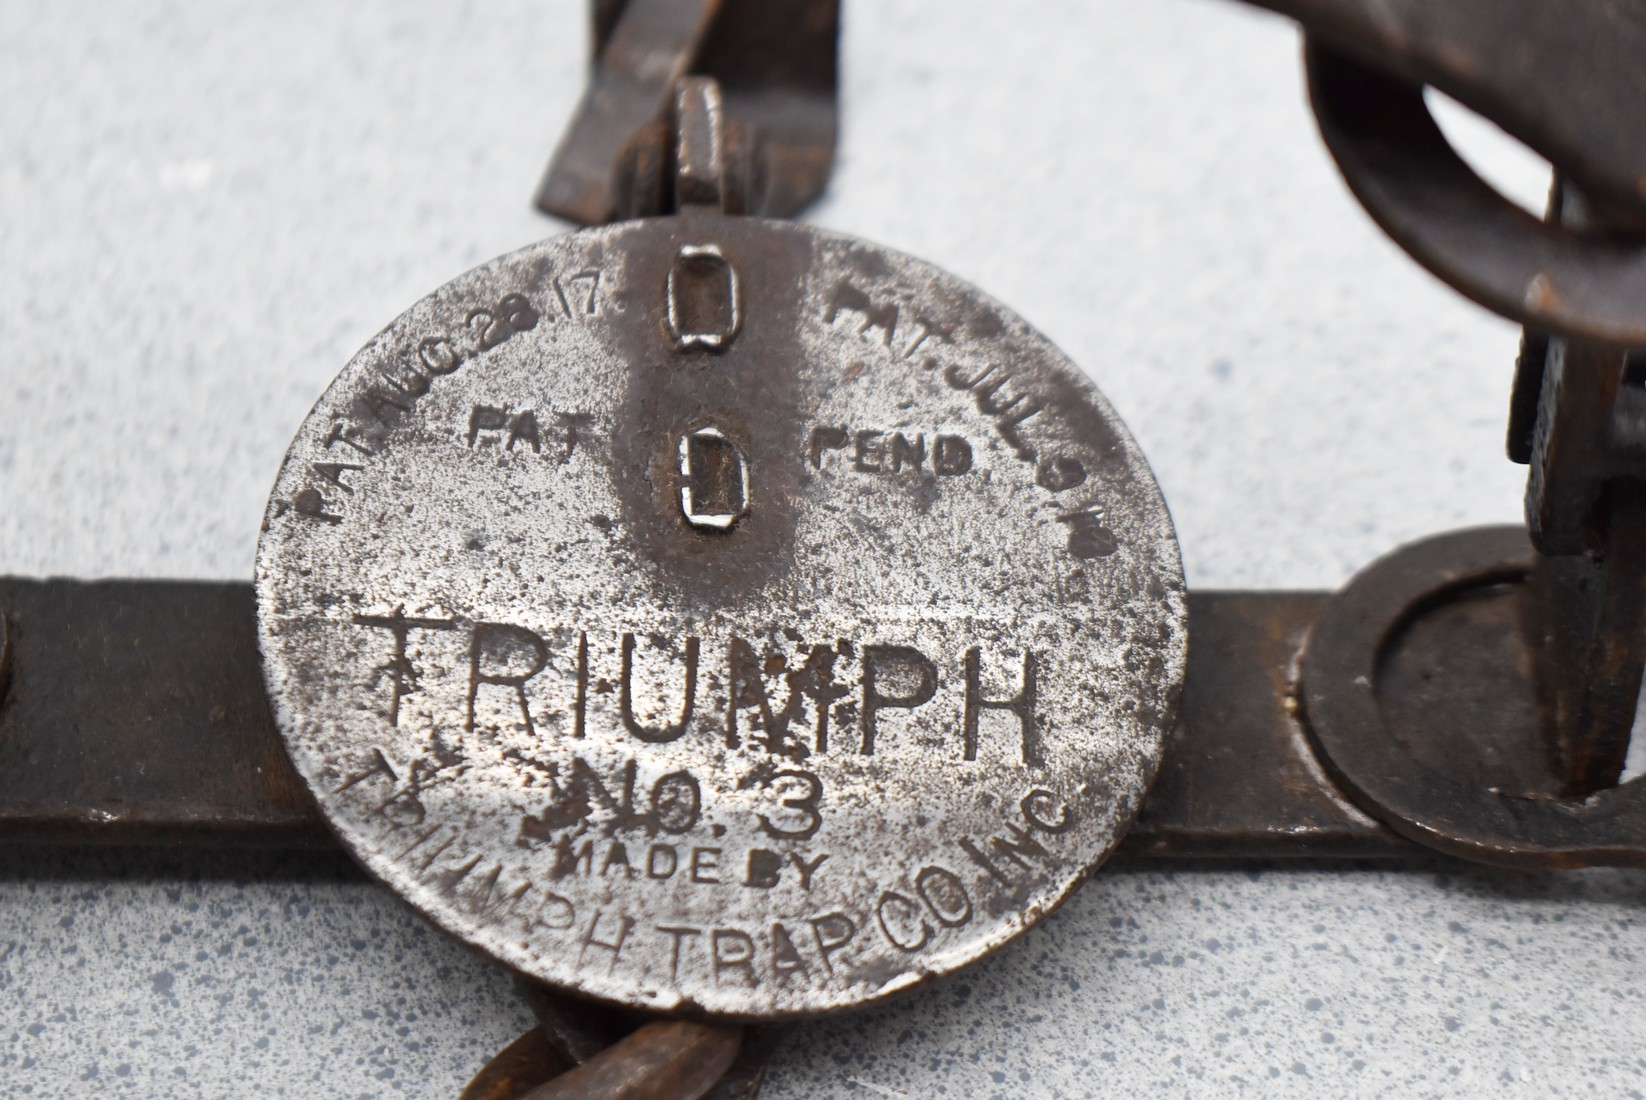 PAT AUG. 28 17.
PAT. JUL. 9 18
PAT PEND.
TRIUMPH
No. 3
MADE BY
TRIUMPH TRAP CO INC.